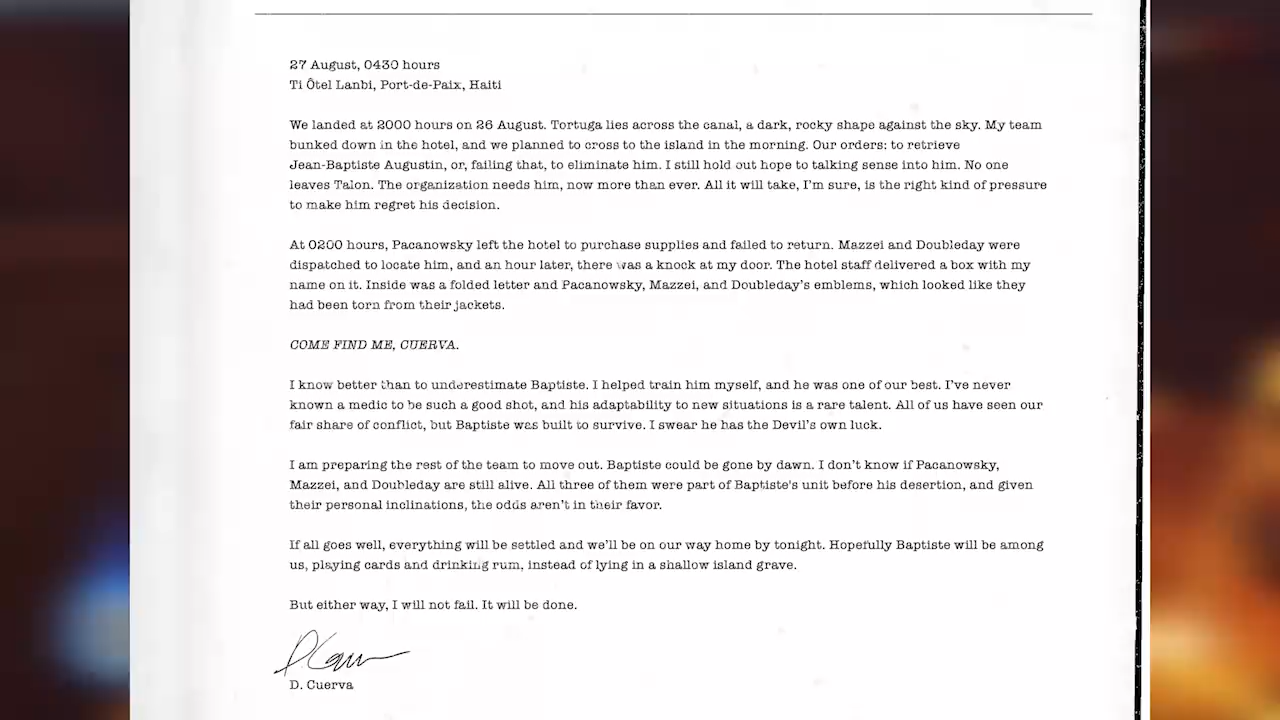 27 August, 0430 hours
Ti Ôtel Lanbi, Port-de-Paix, Haiti
We landed at 2000 hours on 26 August. Tortuga lies across the canal, a dark, rocky shape against the sky. My team
bunked down in the hotel, and we planned to cross to the island in the morning. Our orders: to retrieve
Jean-Baptiste Augustin, or, failing that, to eliminate him. I still hold out hope to talking sense into him. No one
leaves Talon. The organization needs him, now more than ever. All it will take, I'm sure, is the right kind of pressure
to make him regret his decision.
At 0200 hours, Pacanowsky left the hotel to purchase supplies and failed to return. Mazzei and Doubleday were
dispatched to locate him, and an hour later, there was a knock at my door. The hotel staff delivered a box with my
name on it. Inside was a folded letter and Pacanowsky, Mazzei, and Doubleday's emblems, which looked like they
had been torn from their jackets.
COME FIND ME, CUERVA.
I know better than to underestimate Baptiste. I helped train him myself, and he was one of our best. I've never
known a medic to be such a good shot, and his adaptability to new situations is a rare talent. All of us have seen our
fair share of conflict, but Baptiste was built to survive. I swear he has the Devil's own luck.
I am preparing the rest of the team to move out. Baptiste could be gone by dawn. I don't know if Pacanowsky,
Mazzei, and Doubleday are still alive. All three of them were part of Baptiste's unit before his desertion, and given
their personal inclinations, the odds aren't in their favor.
If all goes well, everything will be settled and we'll be on our way home by tonight. Hopefully Baptiste will be among
us, playing cards and drinking rum, instead of lying in a shallow island grave.
But either way, I will not fail. It will be done.
D. Cuerva